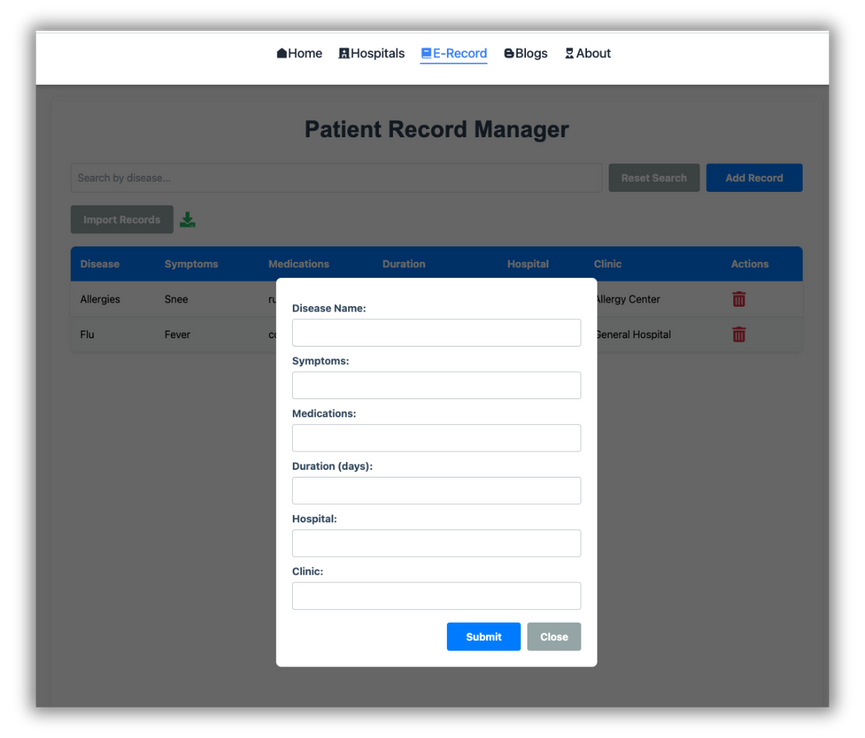 Home Hospitals E-Record Blogs About
Patient Record Manager
Search by disease... Reset Search Add Record
Import Records
Disease Symptoms Medications Duration Hospital Clinic Actions
Allergies Snee Allergy Center
Flu Fever General Hospital
Disease Name:
Symptoms:
Medications:
Duration (days):
Hospital:
Clinic:
Submit Close